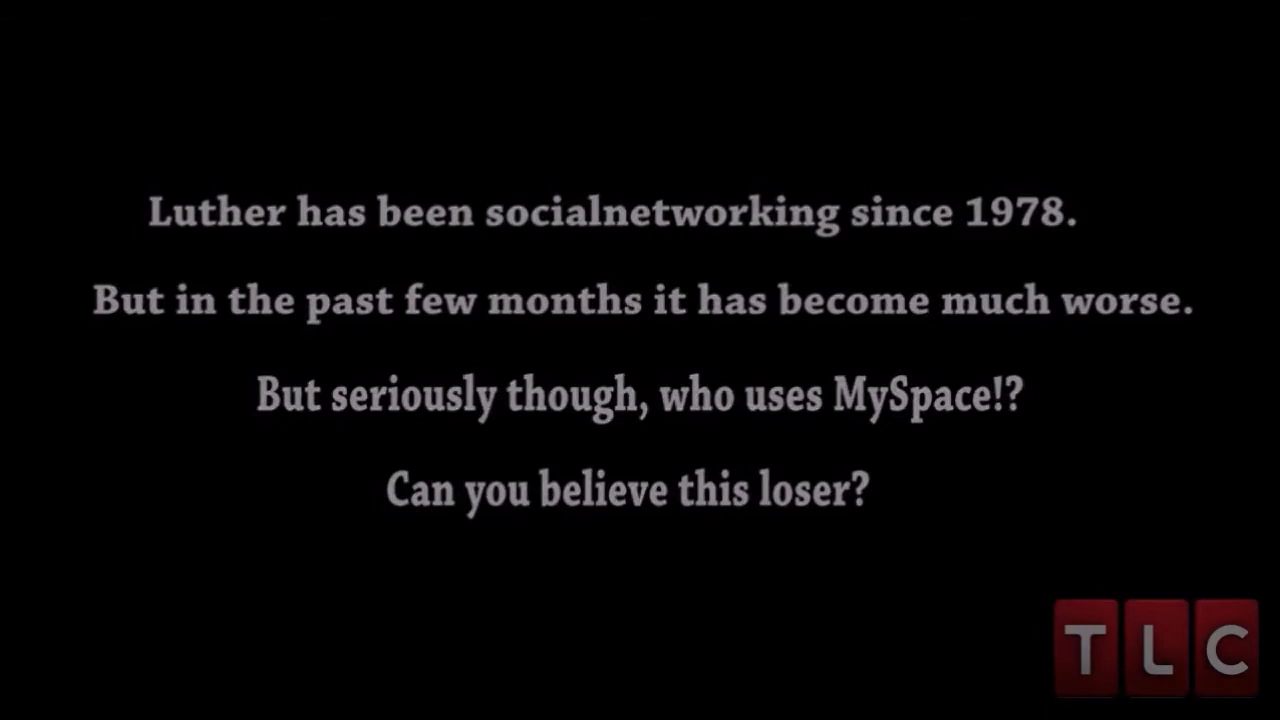 Luther has been socialnetworking since 1978.
But in the past few months it has become much worse.
But seriously though, who uses MySpace!?
Can you believe this loser?
TLC